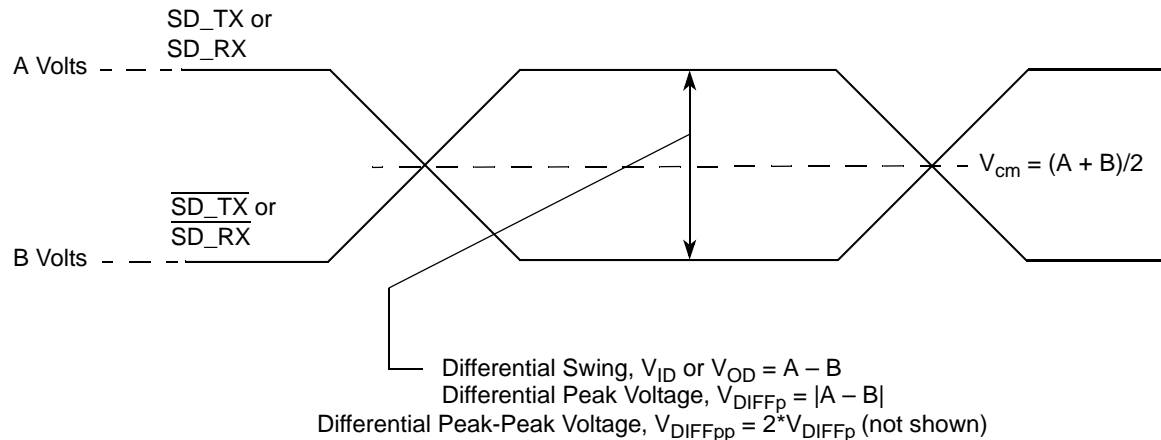 SD_TX or
SD_RX
A Volts
V_cm = (A + B)/2
SD_TX or
SD_RX
B Volts
Differential Swing, V_ID or V_OD = A – B
Differential Peak Voltage, V_DIFFp = |A – B|
Differential Peak-Peak Voltage, V_DIFFpp = 2*V_DIFFp (not shown)